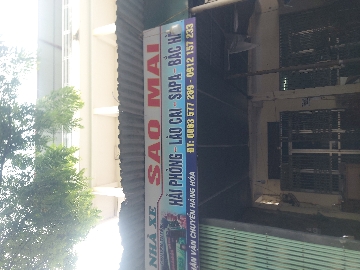 NHÀ XE SAO MAI
HẢI PHÒNG - LÀO CAI - SAPA - BẮC HÀ
ĐT: 0893 577 299 - 0912 157 233
VẬN CHUYỂN HÀNG HÓA